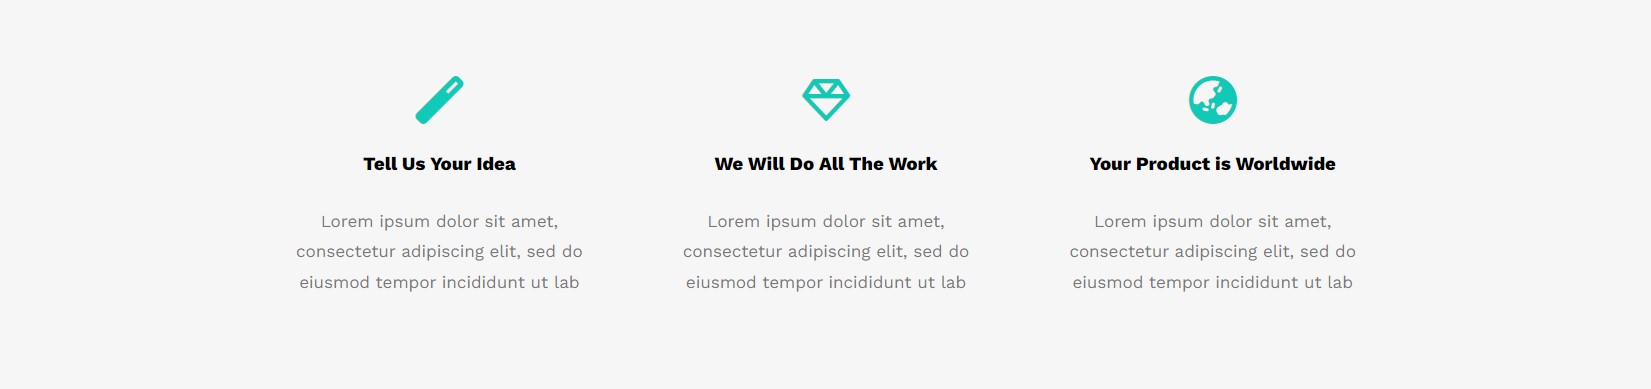 Tell Us Your Idea
Lorem ipsum dolor sit amet,
consectetur adipiscing elit, sed do
eiusmod tempor incididunt ut lab
We Will Do All The Work
Lorem ipsum dolor sit amet,
consectetur adipiscing elit, sed do
eiusmod tempor incididunt ut lab
Your Product is Worldwide
Lorem ipsum dolor sit amet,
consectetur adipiscing elit, sed do
eiusmod tempor incididunt ut lab